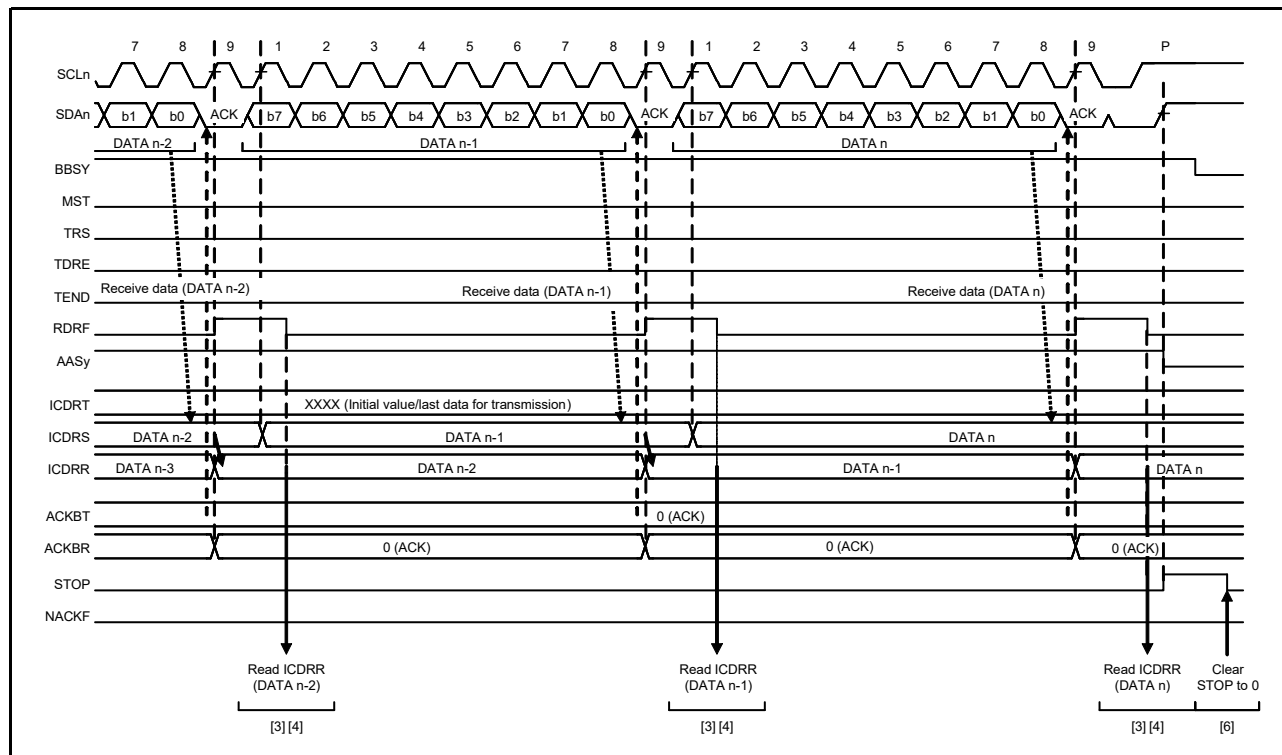 7 8 9 1 2 3 4 5 6 7 8 9 1 2 3 4 5 6 7 8 9 P
SCLn
SDAn b1 b0 ACK b7 b6 b5 b4 b3 b2 b1 b0 ACK b7 b6 b5 b4 b3 b2 b1 b0 ACK
DATA n-2 DATA n-1 DATA n
BBSY
MST
TRS
TDRE
Receive data (DATA n-2) Receive data (DATA n-1) Receive data (DATA n)
TEND
RDRF
AASy
ICDRT XXXX (Initial value/last data for transmission)
ICDRS DATA n-2 DATA n-1 DATA n
ICDRR DATA n-3 DATA n-2 DATA n-1 DATA n
ACKBT 0 (ACK)
ACKBR 0 (ACK) 0 (ACK) 0 (ACK)
STOP
NACKF
Read ICDRR Read ICDRR Read ICDRR Clear
(DATA n-2) (DATA n-1) (DATA n) STOP to 0
[3] [4] [3] [4] [3] [4] [6]